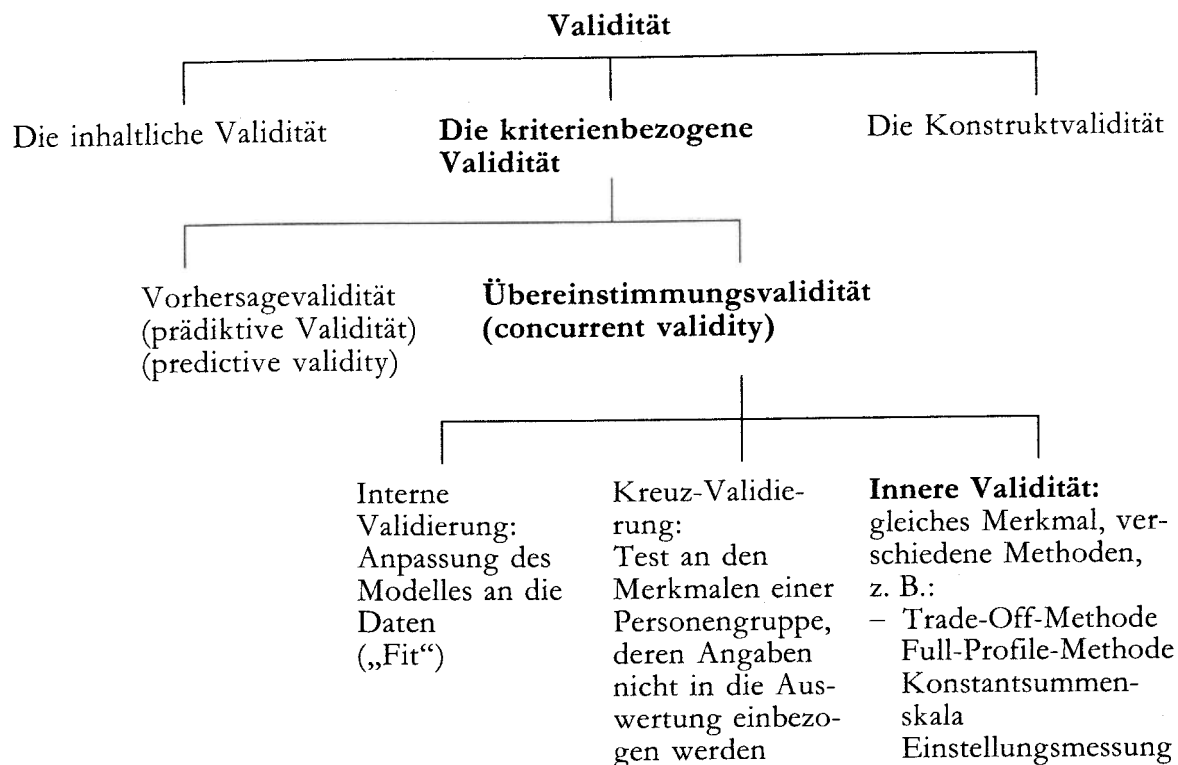 Validität
Die inhaltliche Validität
Die kriterienbezogene
Validität
Die Konstruktvalidität
Vorhersagevalidität
(prädiktive Validität)
(predictive validity)
Übereinstimmungsvalidität
(concurrent validity)
Interne
Validierung:
Anpassung des
Modelles an die
Daten
(„Fit“)
Kreuz-Validie-
rung:
Test an den
Merkmalen einer
Personengruppe,
deren Angaben
nicht in die Aus-
wertung einbezo-
gen werden
Innere Validität:
gleiches Merkmal, ver-
schiedene Methoden,
z. B.:
– Trade-Off-Methode
Full-Profile-Methode
Konstantsummen-
skala
Einstellungsmessung